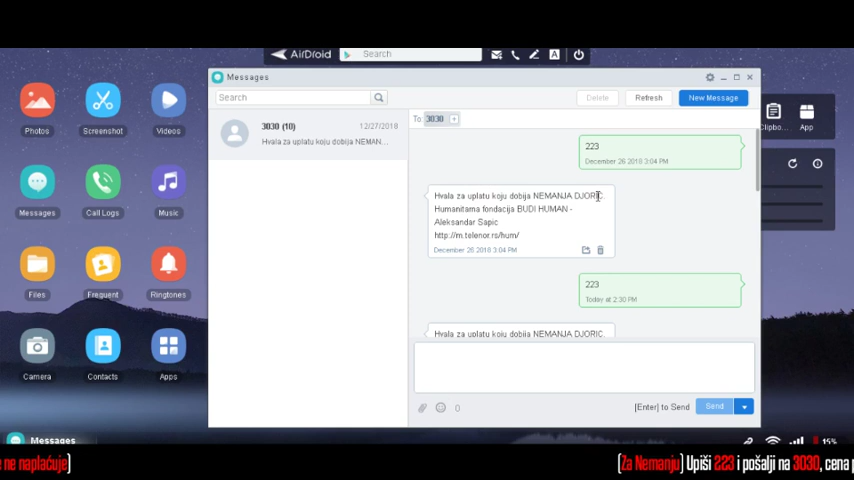 AirDroid
Search
A
Messages
Search
Delete
Refresh
New Message
Photos
Screenshot
Videos
Messages
Call Logs
Music
Files
Frequent
Ringtones
Camera
Contacts
Apps
3030 (10)
12/27/2018
Hvala za uplatu koju dobija NEMAN...
To: 3030 +
223
December 26 2018 3:04 PM
Hvala za uplatu koju dobija NEMANJA DJORIC.
Humanitarna fondacija BUDI HUMAN -
Aleksandar Sapic
http://m.telenor.rs/hum/
December 26 2018 3:04 PM
223
Today at 2:30 PM
Hvala za uplatu koju dobija NEMANJA DJORIC.
0
[Enter] to Send
Send
Clipbo...
App
Messages
15%
e ne naplaćuje)
(Za Nemanju) Upiši 223 i pošalji na 3030, cena p